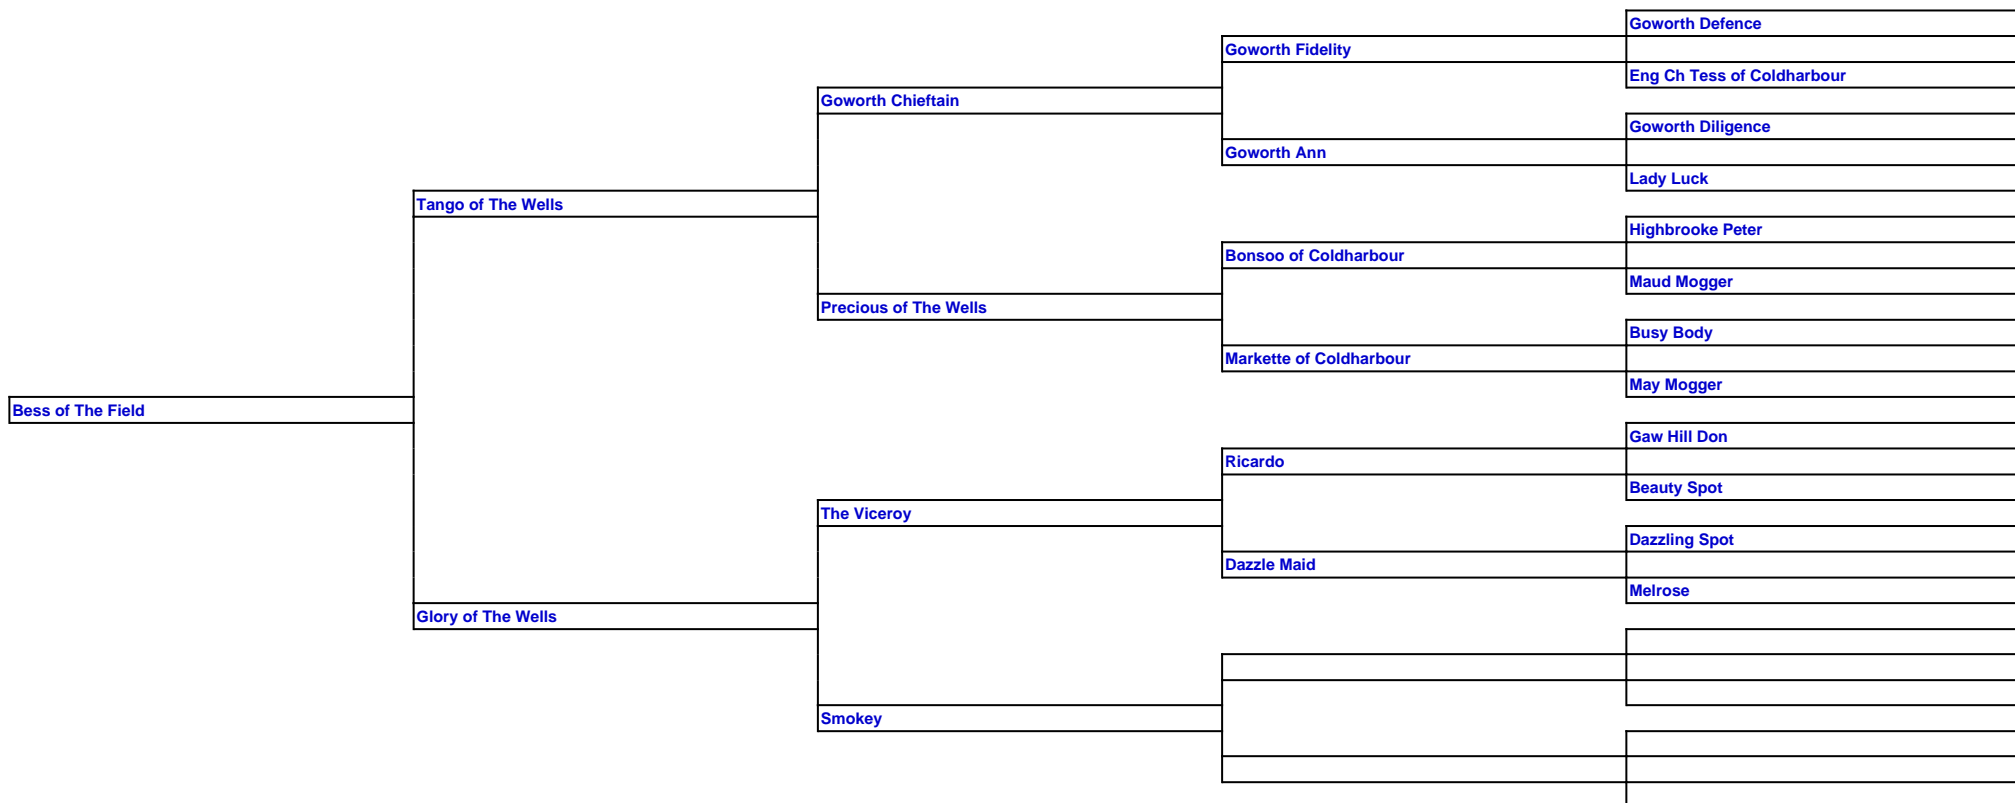 Goworth Defence
Goworth Fidelity
Eng Ch Tess of Coldharbour
Goworth Chieftain
Goworth Diligence
Goworth Ann
Lady Luck
Tango of The Wells
Highbrooke Peter
Bonsoo of Coldharbour
Maud Mogger
Precious of The Wells
Busy Body
Markette of Coldharbour
May Mogger
Bess of The Field
Gaw Hill Don
Ricardo
Beauty Spot
The Viceroy
Dazzling Spot
Dazzle Maid
Melrose
Glory of The Wells
Smokey